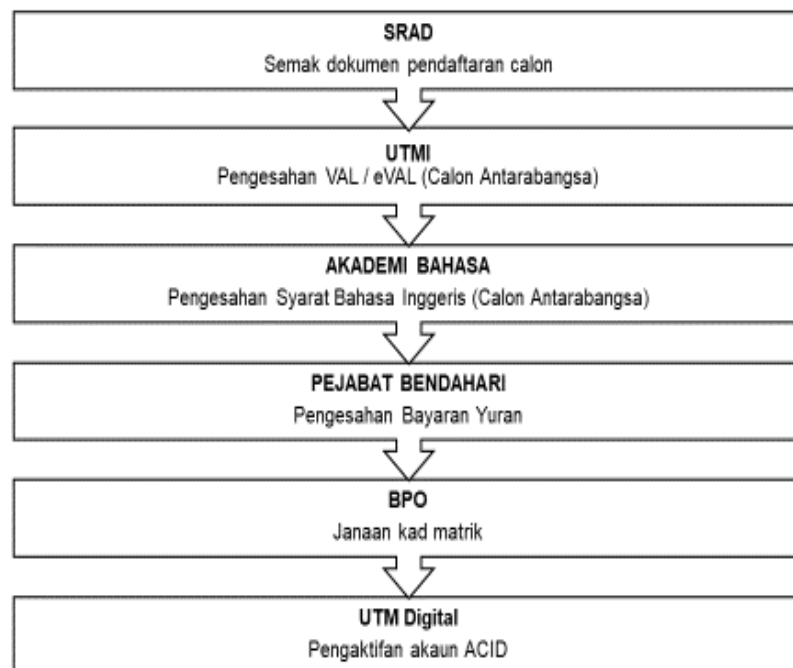 SRAD
Semak dokumen pendaftaran calon
UTMI
Pengesahan VAL / eVAL (Calon Antarabangsa)
AKADEMI BAHASA
Pengesahan Syarat Bahasa Inggeris (Calon Antarabangsa)
PEJABAT BENDAHARI
Pengesahan Bayaran Yuran
BPO
Janaan kad matrik
UTM Digital
Pengaktifan akaun ACID